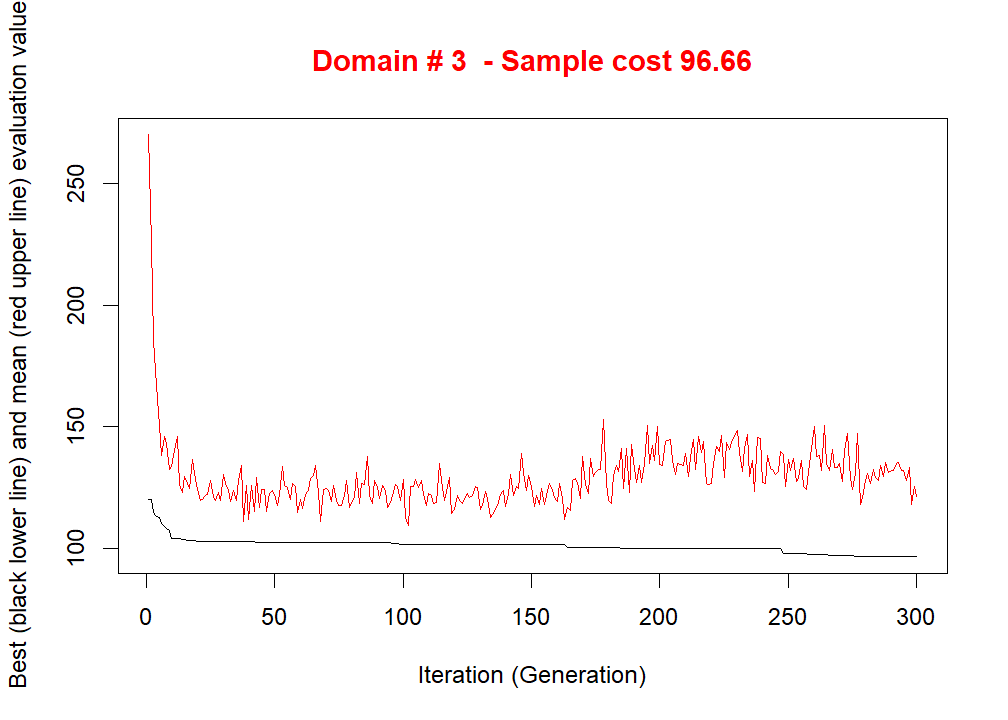 Domain # 3  - Sample cost 96.66
Best (black lower line) and mean (red upper line) evaluation value
250
200
150
100
0 50 100 150 200 250 300
Iteration (Generation)